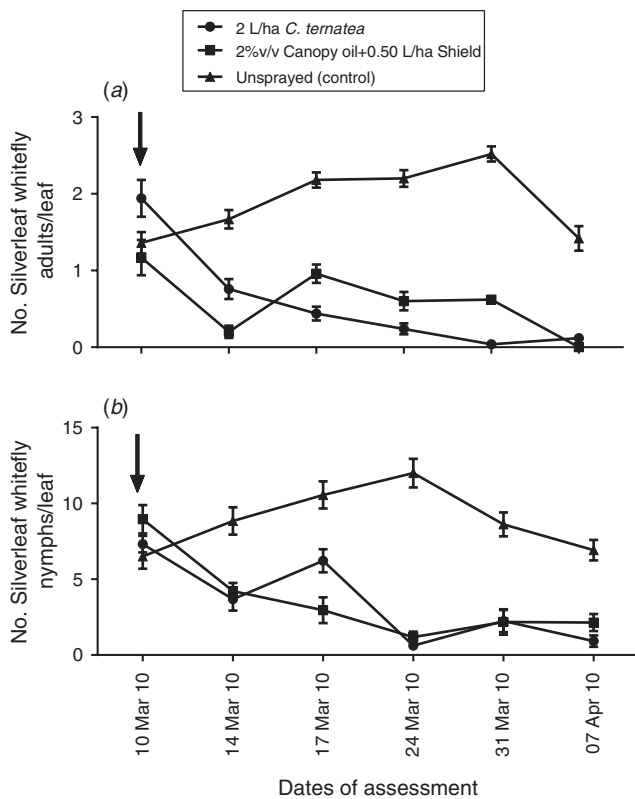 2 L/ha C. ternatea
2%v/v Canopy oil+0.50 L/ha Shield
Unsprayed (control)
(a)
3
2
1
0
No. Silverleaf whitefly
adults/leaf
(b)
15
10
5
0
No. Silverleaf whitefly
nymphs/leaf
10 Mar 10
14 Mar 10
17 Mar 10
24 Mar 10
31 Mar 10
07 Apr 10
Dates of assessment